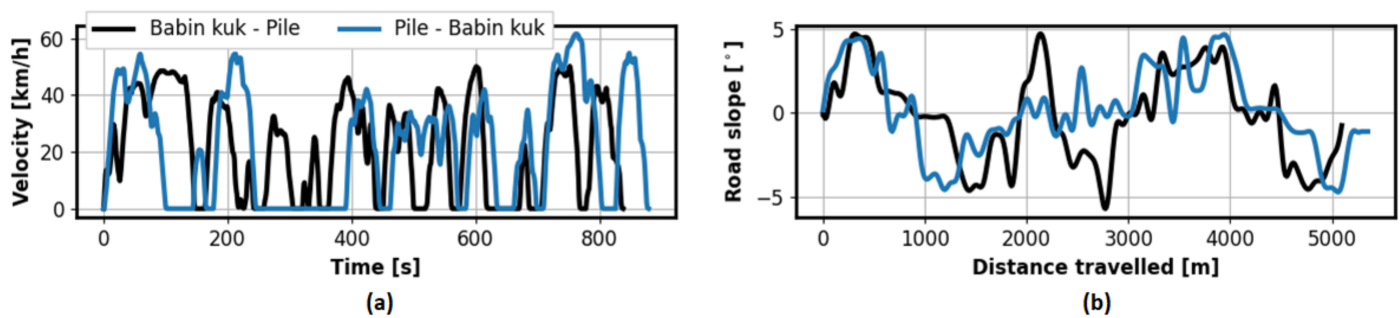 Babin kuk - Pile
Pile - Babin kuk
Velocity [km/h]
60
40
20
0
0 200 400 600 800
Time [s]
(a)
Road slope [°]
5
0
−5
0 1000 2000 3000 4000 5000
Distance travelled [m]
(b)